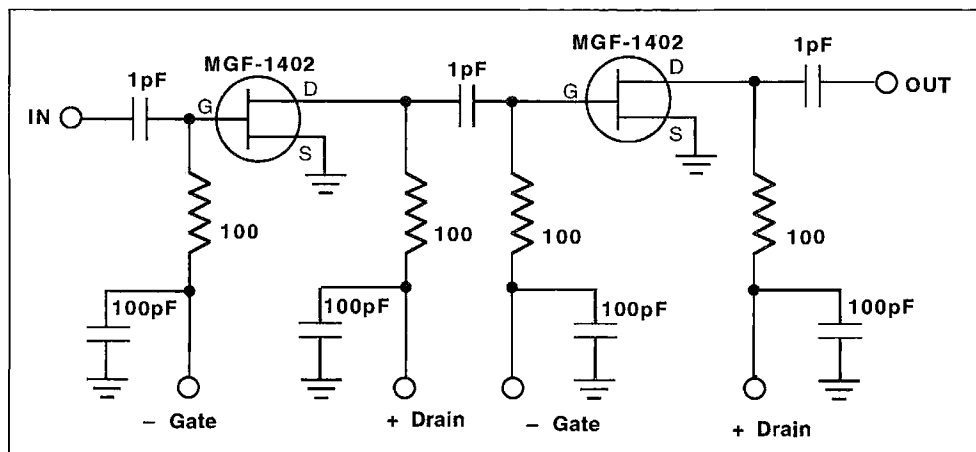 MGF-1402
MGF-1402
1pF
1pF
1pF
D
D
G
G
IN
OUT
S
S
100
100
100
100
100pF
100pF
100pF
100pF
– Gate
+ Drain
– Gate
+ Drain